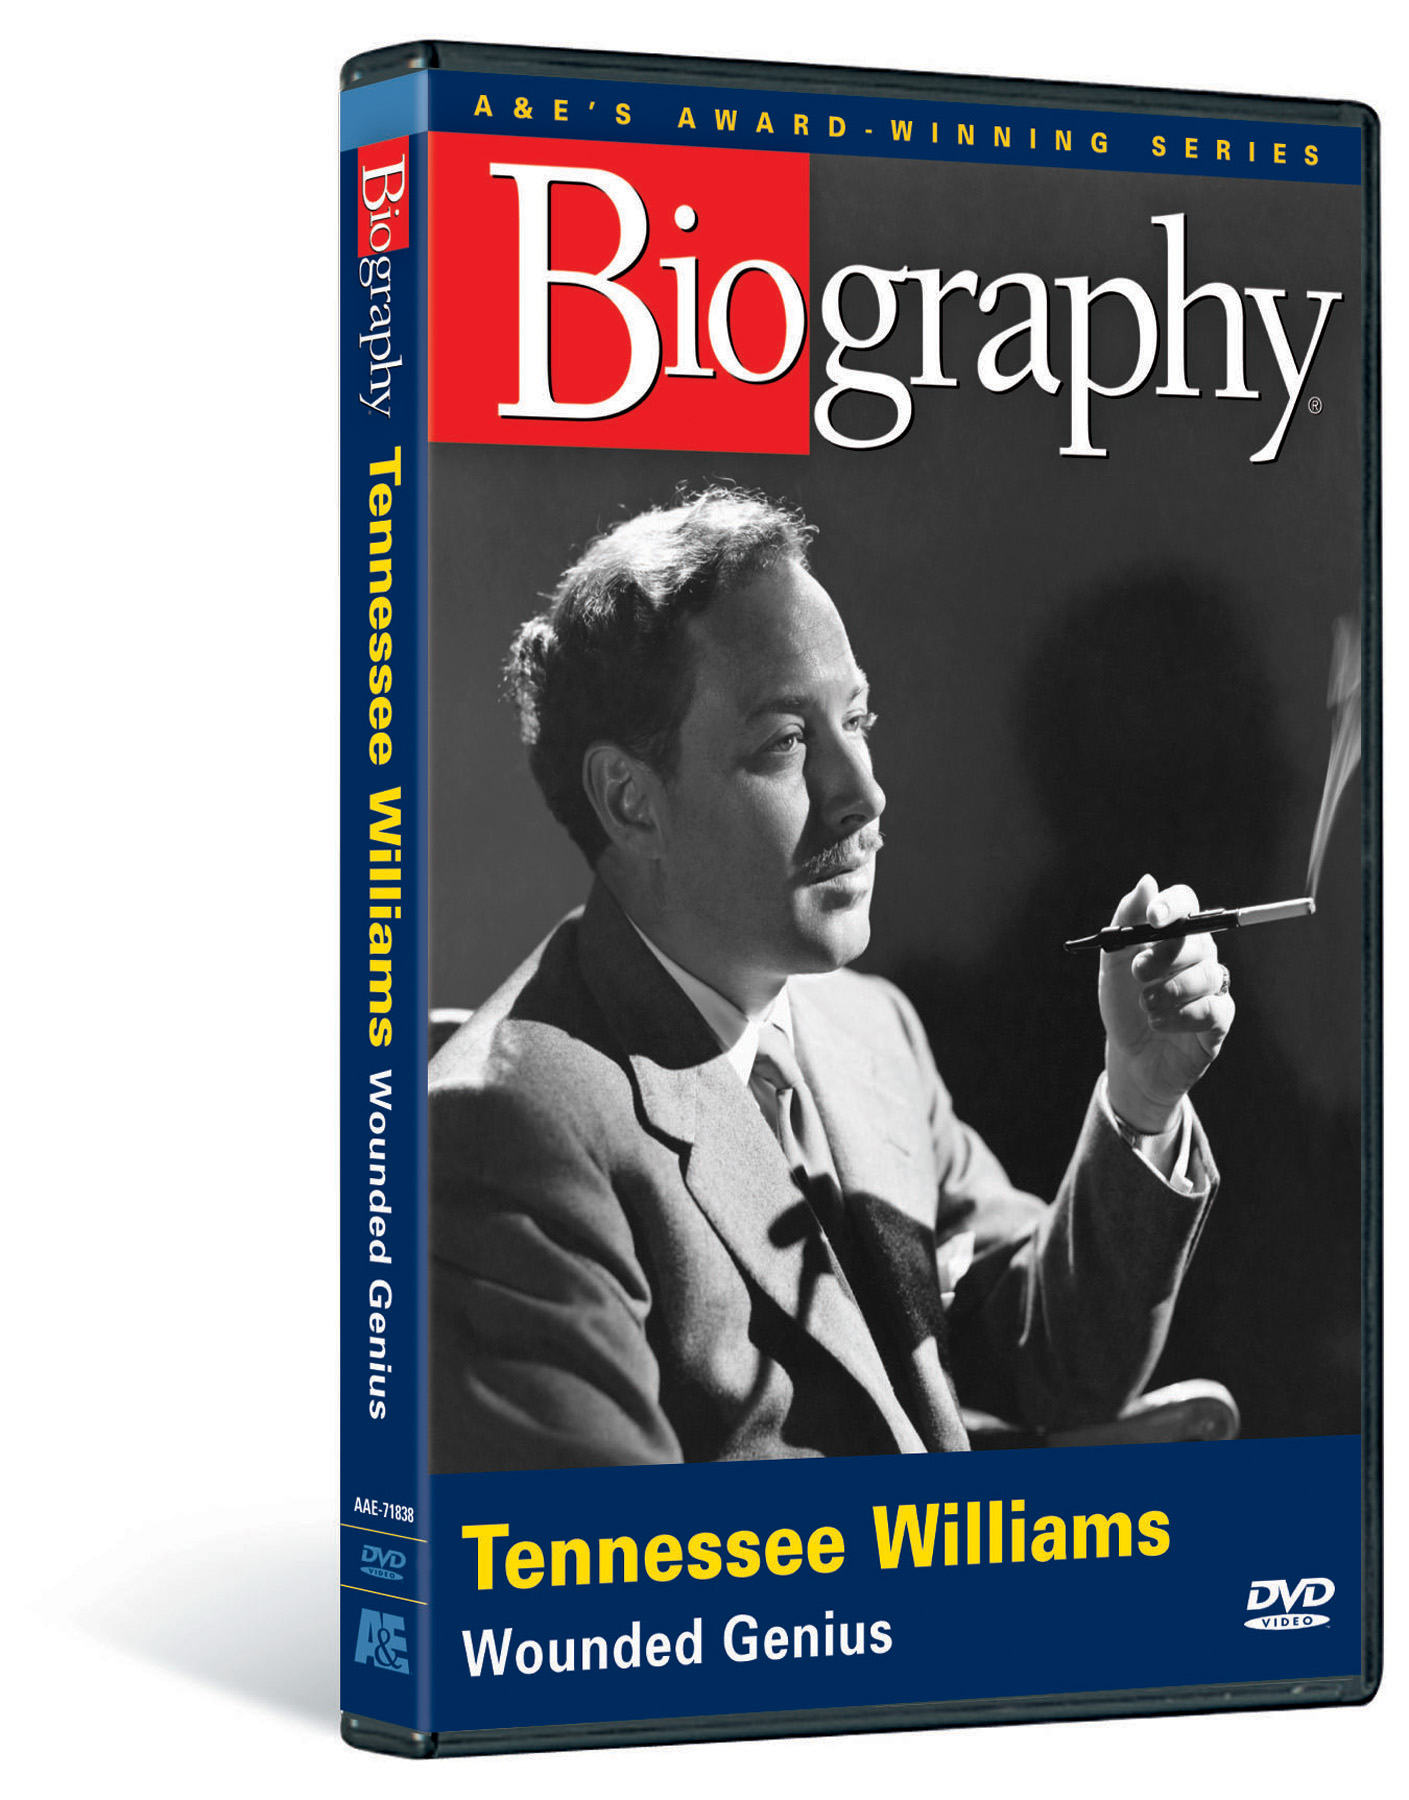 A&E'S AWARD-WINNING SERIES
Biography®
Tennessee Williams
Wounded Genius
DVD
VIDEO
Biography Tennessee Williams Wounded Genius
AAE-71838
DVD
VIDEO
A&E